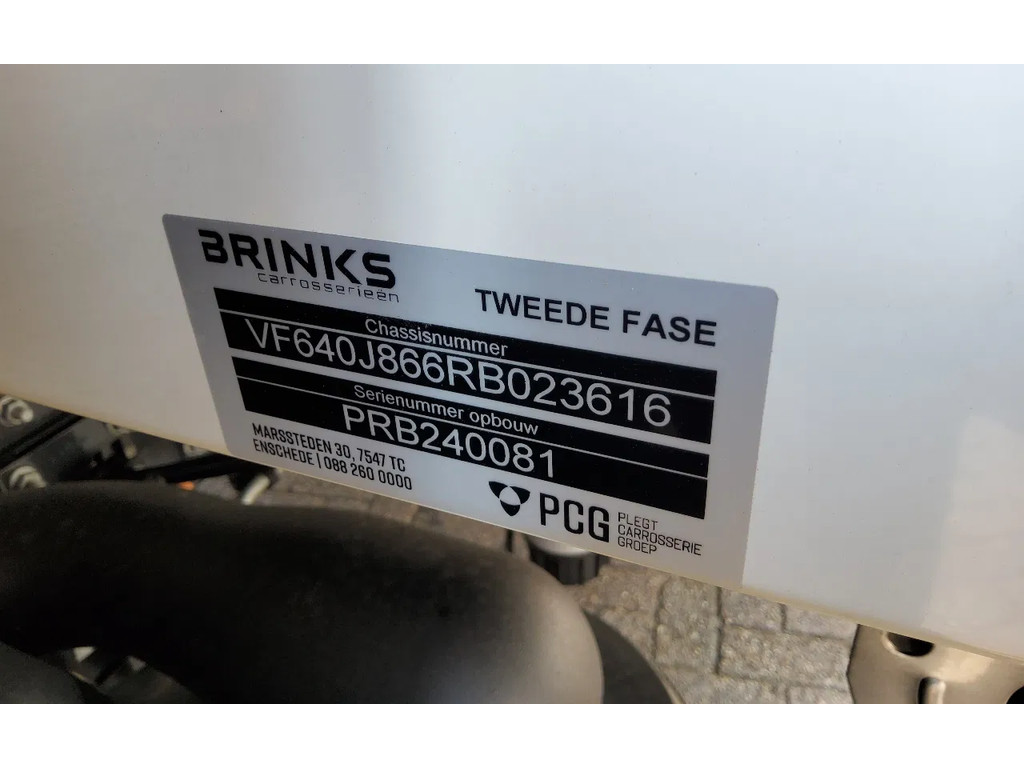 BRINKS
carrosserieën
TWEEDE FASE
Chassisnummer
VF640J866RB023616
Serienummer opbouw
PRB240081
MARSSTEDEN 30, 7547 TC
ENSCHEDE | 088 260 0000
PCG
PLEGT
CARROSSERIE
GROEP